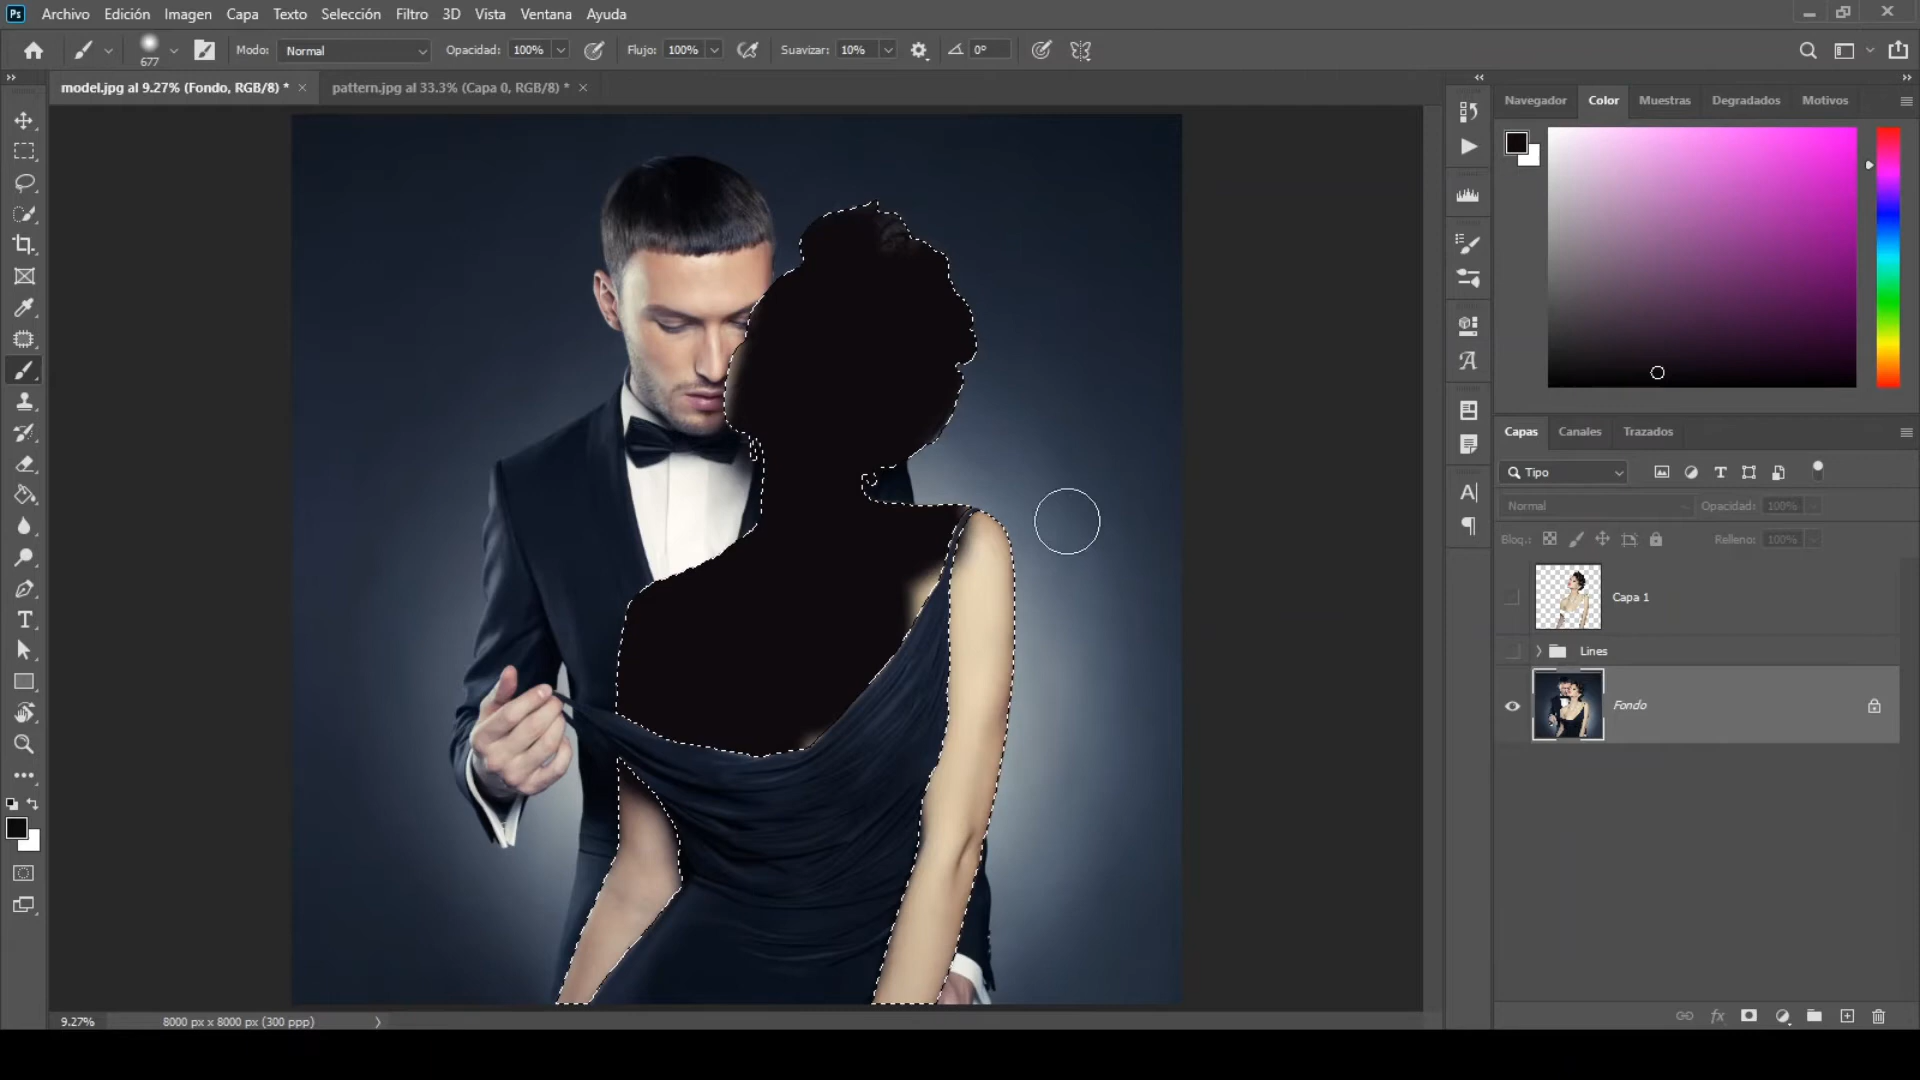 Ps Archivo Edición Imagen Capa Texto Selección Filtro 3D Vista Ventana Ayuda
677 Modo: Normal Opacidad: 100% Flujo: 100% Suavizar: 10% 0°
model.jpg al 9.27% (Fondo, RGB/8) * × pattern.jpg al 33.3% (Capa 0, RGB/8) * ×
Navegador Color Muestras Degradados Motivos
Capas Canales Trazados
Tipo
Normal Opacidad: 100%
Bloq.: Relleno: 100%
Capa 1
Lines
Fondo
9.27% 8000 px x 8000 px (300 ppp)